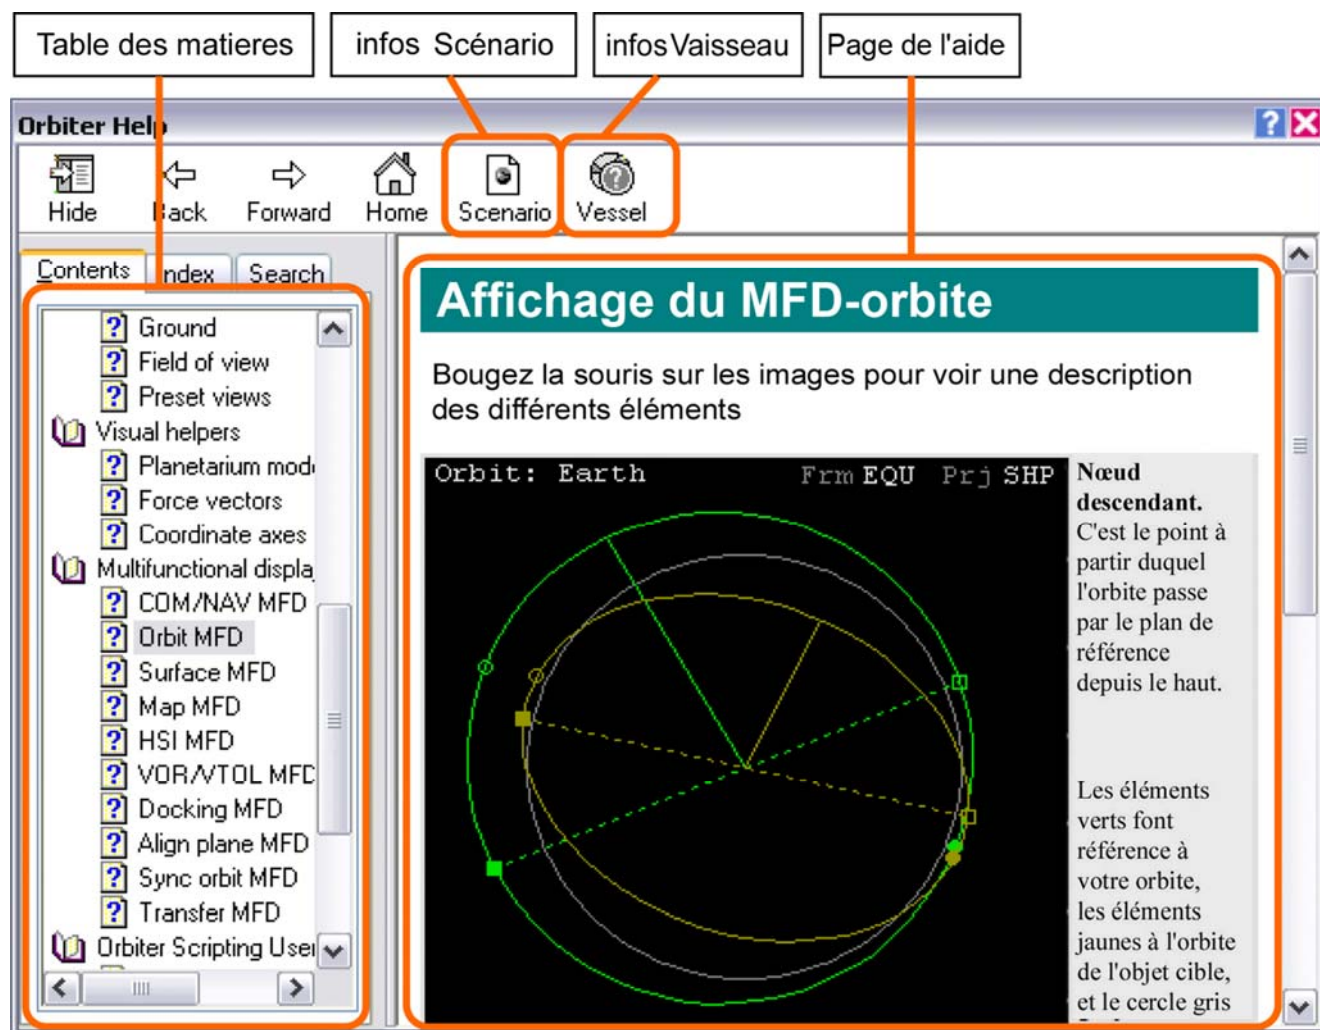 Table des matieres
infos Scénario
infosVaisseau
Page de l'aide
Orbiter Help
Hide
Back
Forward
Home
Scenario
Vessel
Contents
Index
Search
Ground
Field of view
Preset views
Visual helpers
Planetarium mod
Force vectors
Coordinate axes
Multifunctional displa
COM/NAV MFD
Orbit MFD
Surface MFD
Map MFD
HSI MFD
VOR/VTOL MFD
Docking MFD
Align plane MFD
Sync orbit MFD
Transfer MFD
Orbiter Scripting User
Affichage du MFD-orbite
Bougez la souris sur les images pour voir une description
des différents éléments
Orbit: Earth Frm EQU Prj SHP
Nœud
descendant.
C'est le point à
partir duquel
l'orbite passe
par le plan de
référence
depuis le haut.
Les éléments
verts font
référence à
votre orbite,
les éléments
jaunes à l'orbite
de l'objet cible,
et le cercle gris